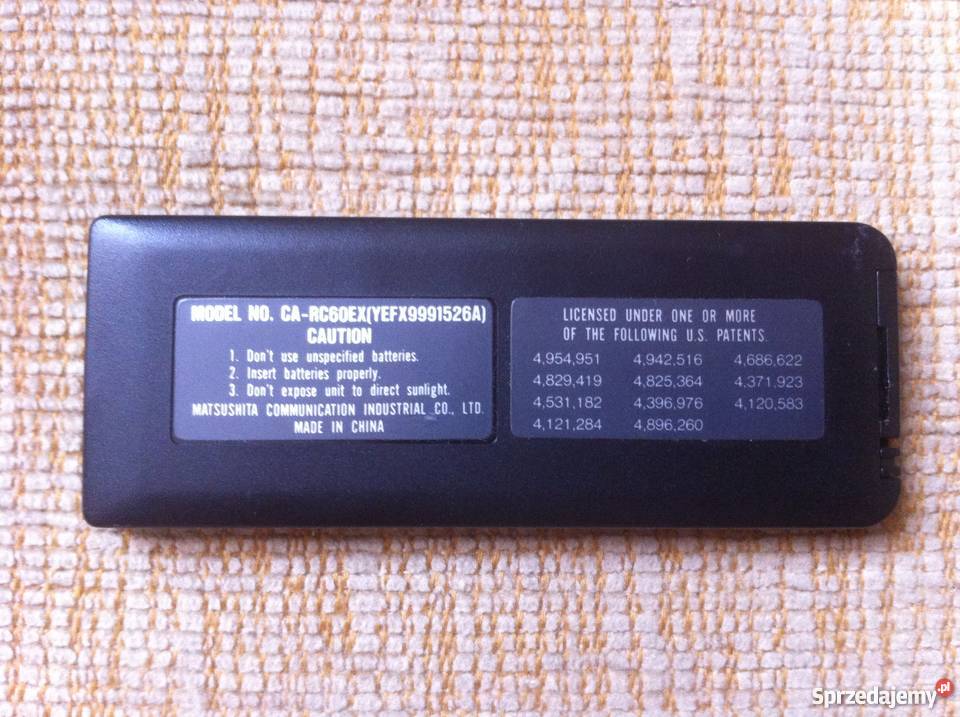 MODEL NO. CA-RC60EX(YEFX9991526A)
CAUTION
1. Don't use unspecified batteries.
2. Insert batteries properly.
3. Don't expose unit to direct sunlight.
MATSUSHITA COMMUNICATION INDUSTRIAL CO., LTD.
MADE IN CHINA
LICENSED UNDER ONE OR MORE
OF THE FOLLOWING U.S. PATENTS.
4,954,951 4,942,516 4,686,622
4,829,419 4,825,364 4,371,923
4,531,182 4,396,976 4,120,583
4,121,284 4,896,260
Sprzedajemy.pl